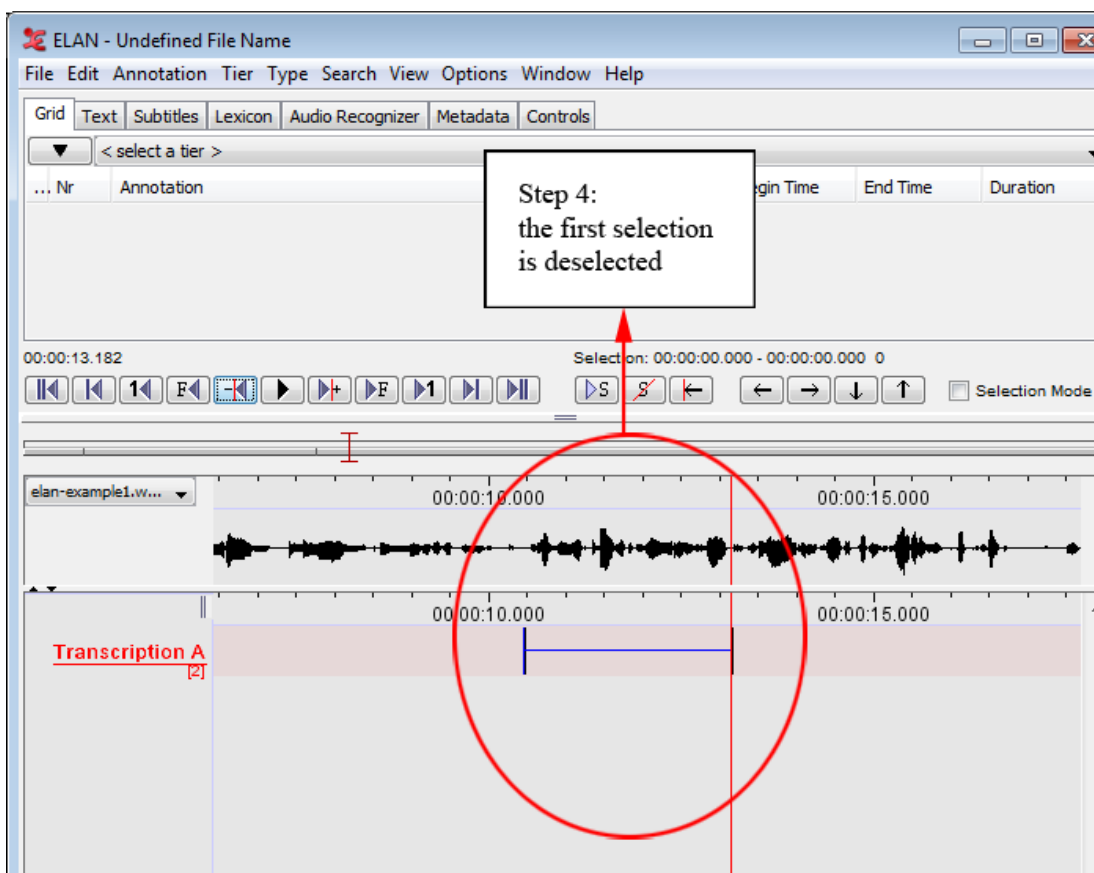 ELAN - Undefined File Name
File Edit Annotation Tier Type Search View Options Window Help
Grid Text Subtitles Lexicon Audio Recognizer Metadata Controls
< select a tier >
... Nr Annotation egin Time End Time Duration
Step 4:
the first selection
is deselected
00:00:13.182 Selection: 00:00:00.000 - 00:00:00.000 0
1 F - + F 1 S S Selection Mode
elan-example1.w... 00:00:10.000 00:00:15.000
00:00:10.000 00:00:15.000
Transcription A
[2]